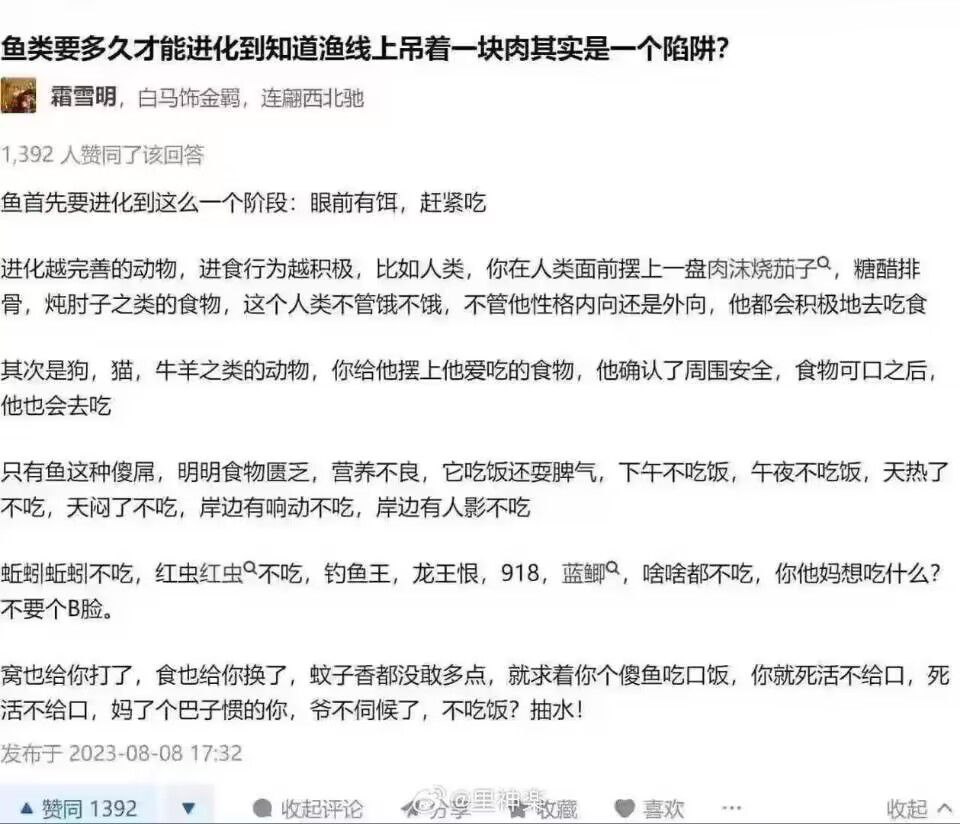 鱼类要多久才能进化到知道渔线上吊着一块肉其实是一个陷阱?
霜雪明，白马饰金羁，连翩西北驰
1,392 人赞同了该回答
鱼首先要进化到这么一个阶段：眼前有饵，赶紧吃
进化越完善的动物，进食行为越积极，比如人类，你在人类面前摆上一盘肉沫烧茄子，糖醋排
骨，炖肘子之类的食物，这个人类不管饿不饿，不管他性格内向还是外向，他都会积极地去吃食
其次是狗，猫，牛羊之类的动物，你给他摆上他爱吃的食物，他确认了周围安全，食物可口之后，
他也会去吃
只有鱼这种傻屌，明明食物匮乏，营养不良，它吃饭还耍脾气，下午不吃饭，午夜不吃饭，天热了
不吃，天闷了不吃，岸边有响动不吃，岸边有人影不吃
蚯蚓蚯蚓不吃，红虫红虫不吃，钓鱼王，龙王恨，918，蓝鲫，啥啥都不吃，你他妈想吃什么？
不要个B脸。
窝也给你打了，食也给你换了，蚊子香都没敢多点，就求着你个傻鱼吃口饭，你就死活不给口，死
活不给口，妈了个巴子惯的你，爷不伺候了，不吃饭？抽水！
发布于 2023-08-08 17:32
赞同 1392 收起评论 分享 收藏 喜欢 ··· 收起
@里神楽